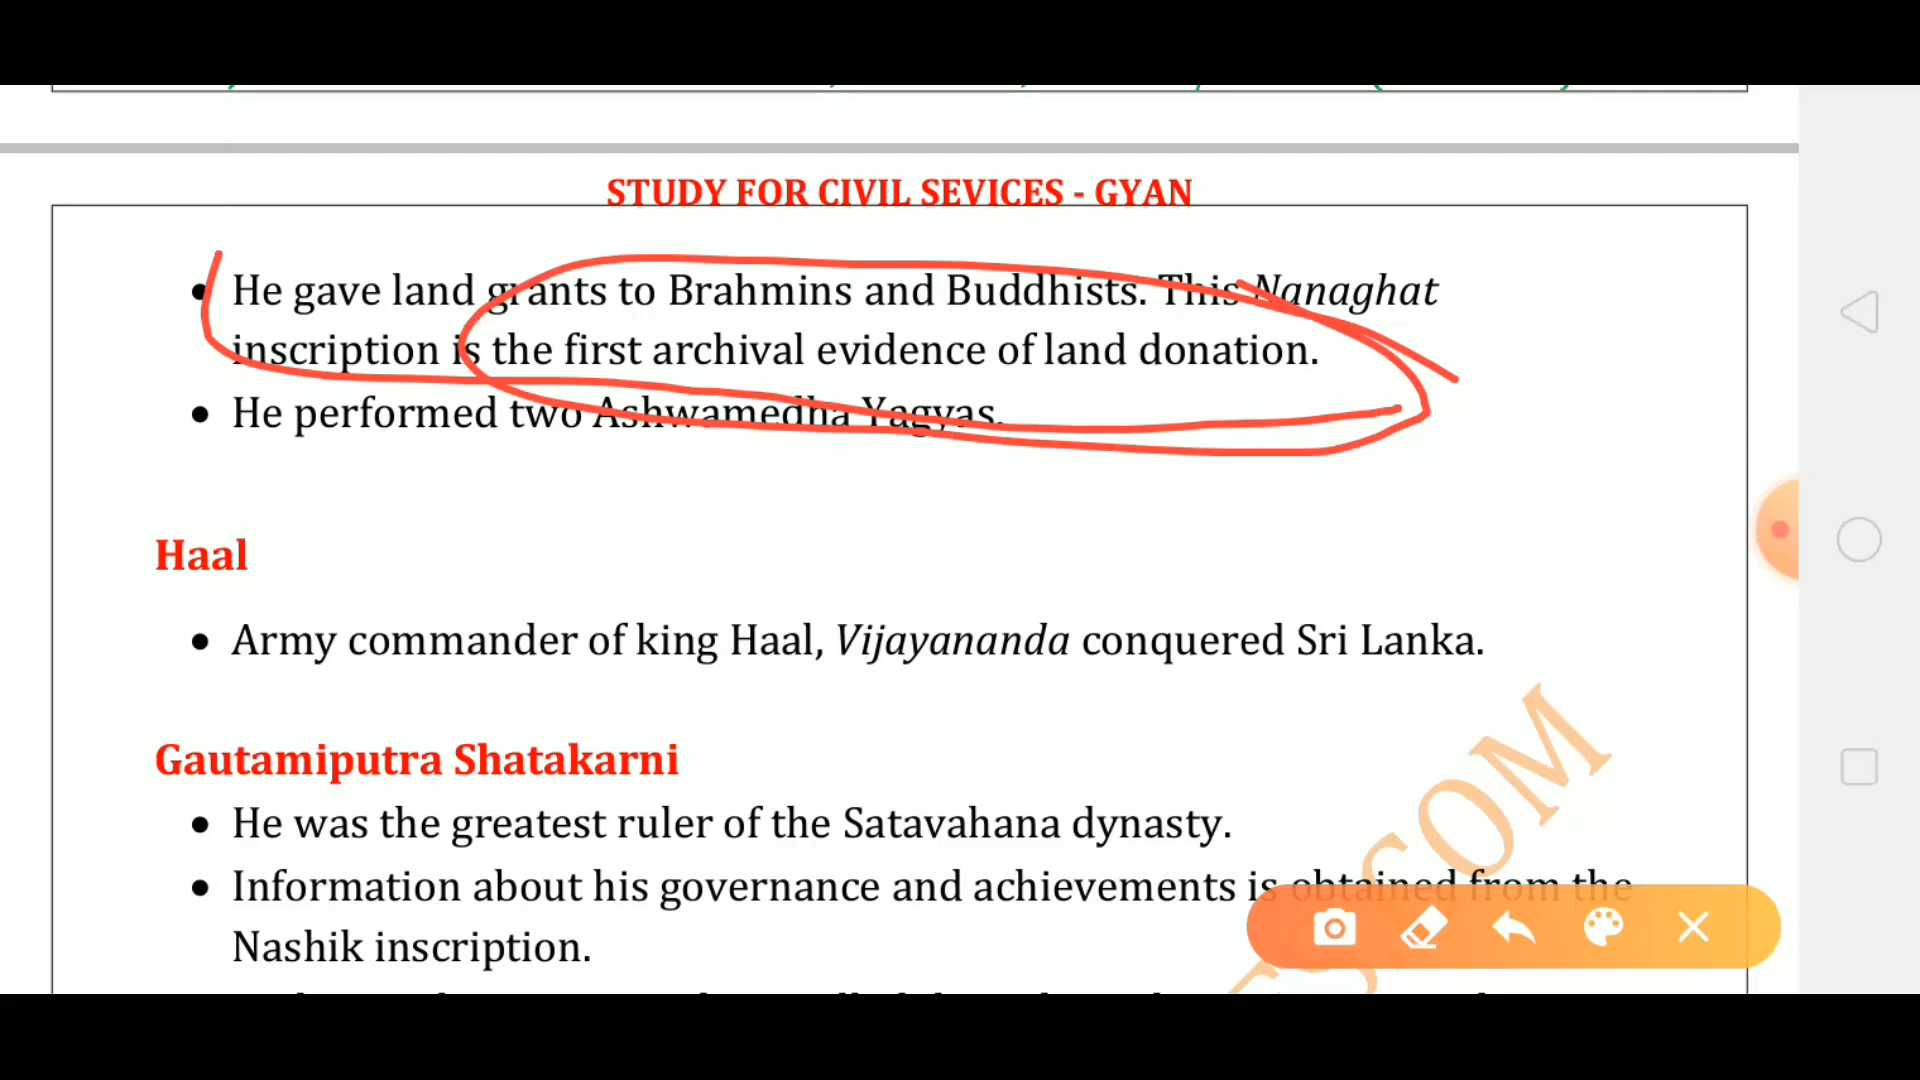 STUDY FOR CIVIL SEVICES - GYAN
• He gave land grants to Brahmins and Buddhists. This Nanaghat
inscription is the first archival evidence of land donation.
• He performed two Ashwamedha Yagyas.
Haal
• Army commander of king Haal, Vijayananda conquered Sri Lanka.
Gautamiputra Shatakarni
• He was the greatest ruler of the Satavahana dynasty.
• Information about his governance and achievements is obtained from the
Nashik inscription.
S.COM